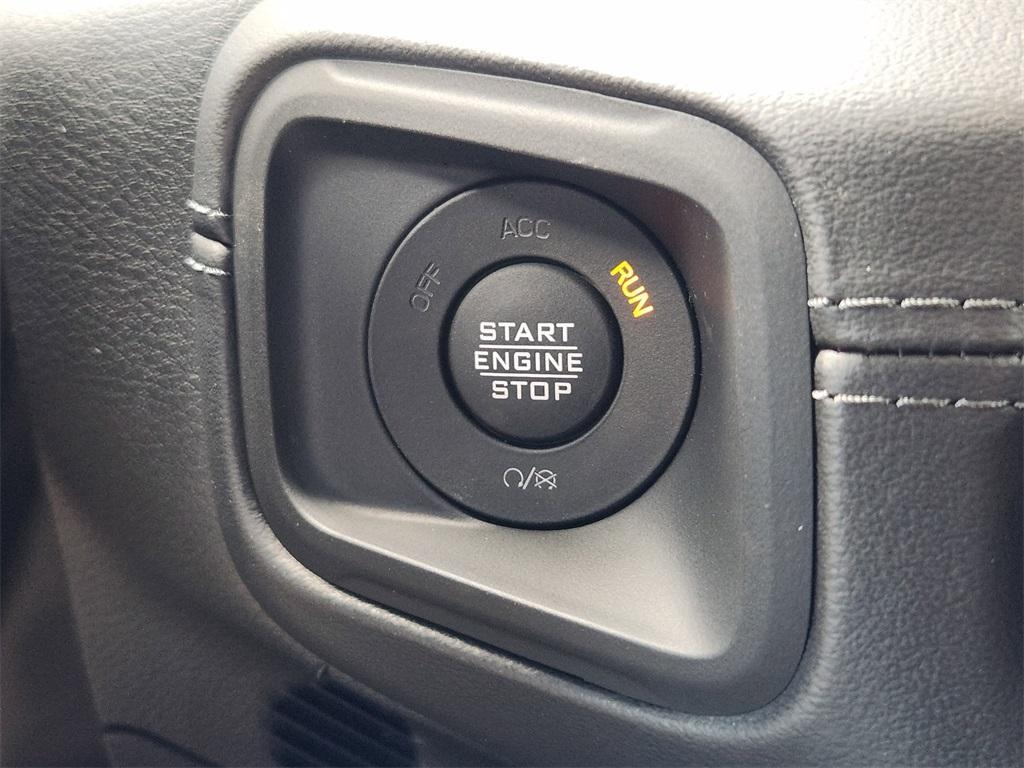 ACC
OFF
RUN
START
ENGINE
STOP